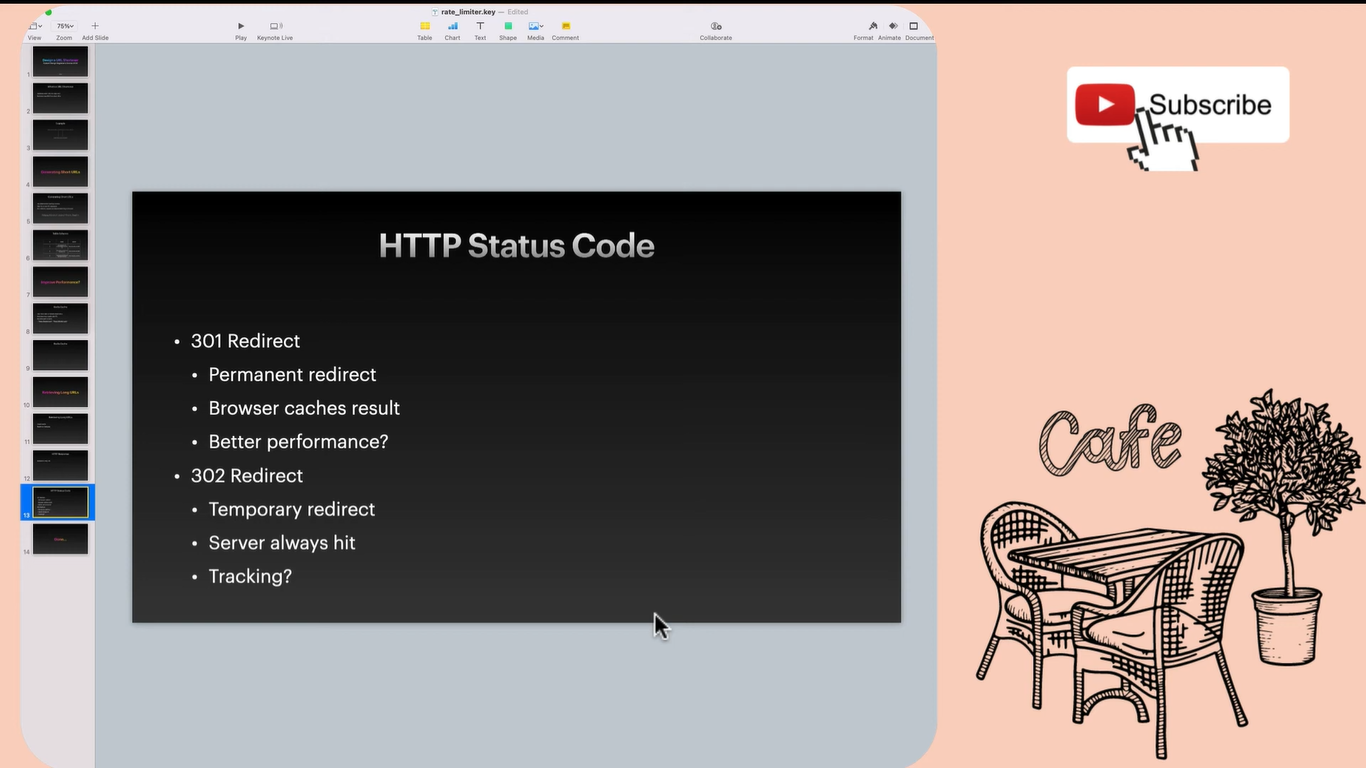 rate_limiter.key — Edited
75%
View
Zoom
Add Slide
Play
Keynote Live
Table
Chart
Text
Shape
Media
Comment
Collaborate
Format
Animate
Document
1
2
3
4
5
6
7
8
9
10
11
12
13
14
HTTP Status Code
• 301 Redirect
• Permanent redirect
• Browser caches result
• Better performance?
• 302 Redirect
• Temporary redirect
• Server always hit
• Tracking?
Subscribe
Cafe